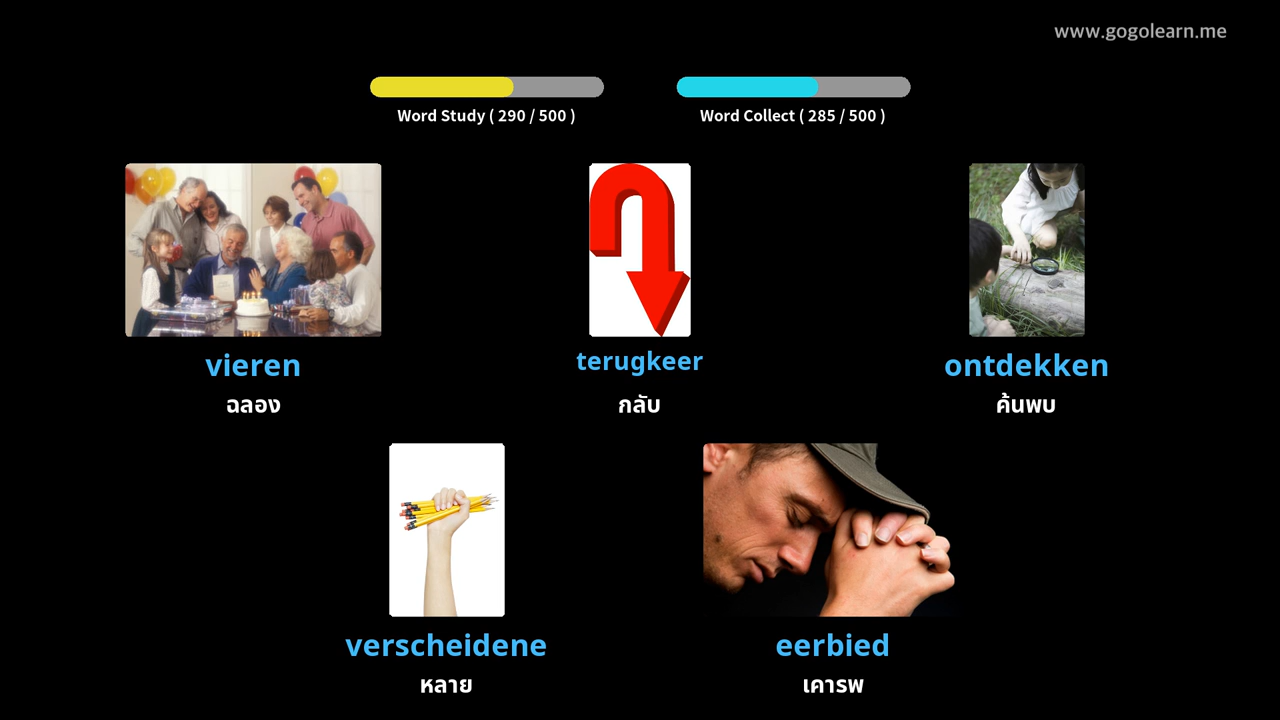 www.gogolearn.me
Word Study ( 290 / 500 )
Word Collect ( 285 / 500 )
vieren
ฉลอง
terugkeer
กลับ
ontdekken
ค้นพบ
verscheidene
หลาย
eerbied
เคารพ